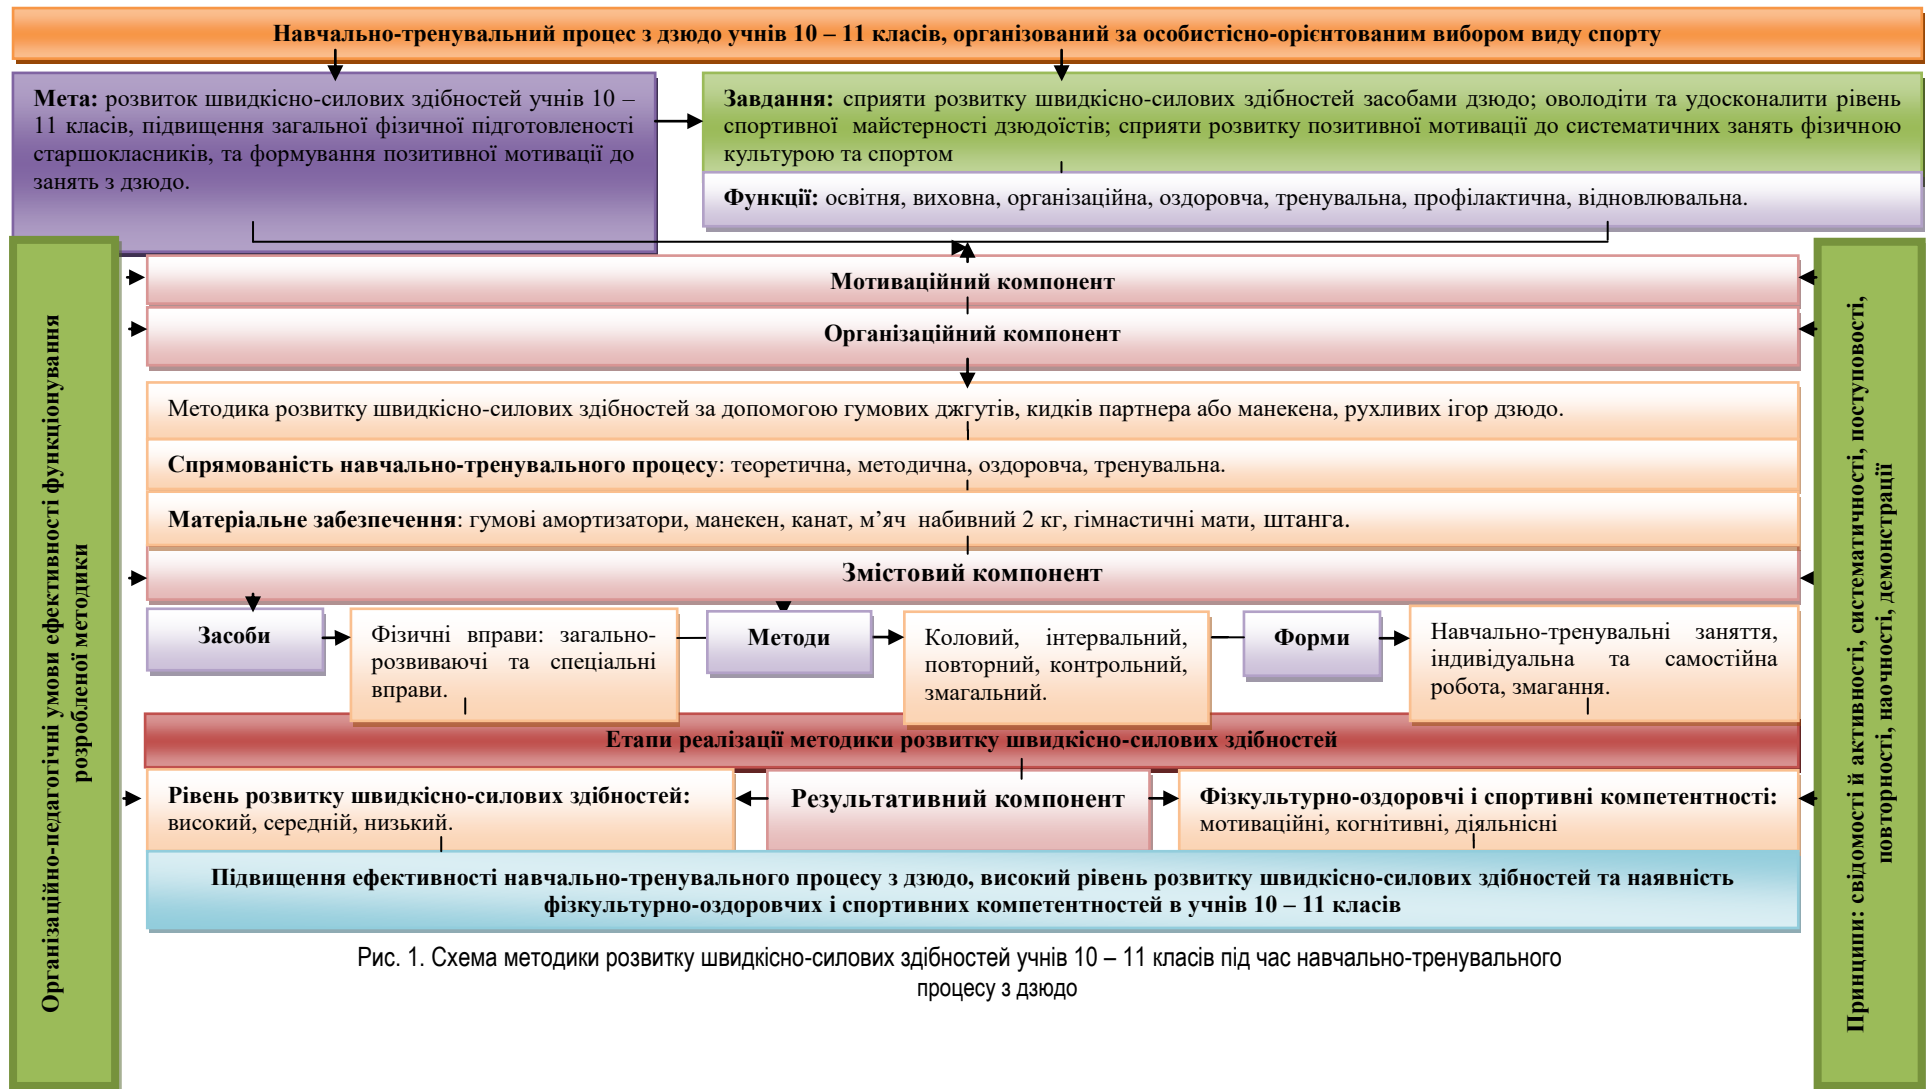 Навчально-тренувальний процес з дзюдо учнів 10 – 11 класів, організований за особистісно-орієнтованим вибором виду спорту
Мета: розвиток швидкісно-силових здібностей учнів 10 –
11 класів, підвищення загальної фізичної підготовленості
старшокласників, та формування позитивної мотивації до
занять з дзюдо.
Завдання: сприяти розвитку швидкісно-силових здібностей засобами дзюдо; оволодіти та удосконалити рівень
спортивної майстерності дзюдоїстів; сприяти розвитку позитивної мотивації до систематичних занять фізичною
культурою та спортом
Функції: освітня, виховна, організаційна, оздоровча, тренувальна, профілактична, відновлювальна.
Організаційно-педагогічні умови ефективності функціонування
розробленої методики
Мотиваційний компонент
Організаційний компонент
Методика розвитку швидкісно-силових здібностей за допомогою гумових джгутів, кидків партнера або манекена, рухливих ігор дзюдо.
Спрямованість навчально-тренувального процесу: теоретична, методична, оздоровча, тренувальна.
Матеріальне забезпечення: гумові амортизатори, манекен, канат, м’яч набивний 2 кг, гімнастичні мати, штанга.
Змістовий компонент
Засоби
Фізичні вправи: загально-
розвиваючі та спеціальні
вправи.
Методи
Коловий, інтервальний,
повторний, контрольний,
змагальний.
Форми
Навчально-тренувальні заняття,
індивідуальна та самостійна
робота, змагання.
Етапи реалізації методики розвитку швидкісно-силових здібностей
Рівень розвитку швидкісно-силових здібностей:
високий, середній, низький.
Результативний компонент
Фізкультурно-оздоровчі і спортивні компетентності:
мотиваційні, когнітивні, діяльнісні
Підвищення ефективності навчально-тренувального процесу з дзюдо, високий рівень розвитку швидкісно-силових здібностей та наявність
фізкультурно-оздоровчих і спортивних компетентностей в учнів 10 – 11 класів
Принципи: свідомості й активності, систематичності, поступовості,
повторності, наочності, демонстрації
Рис. 1. Схема методики розвитку швидкісно-силових здібностей учнів 10 – 11 класів під час навчально-тренувального
процесу з дзюдо